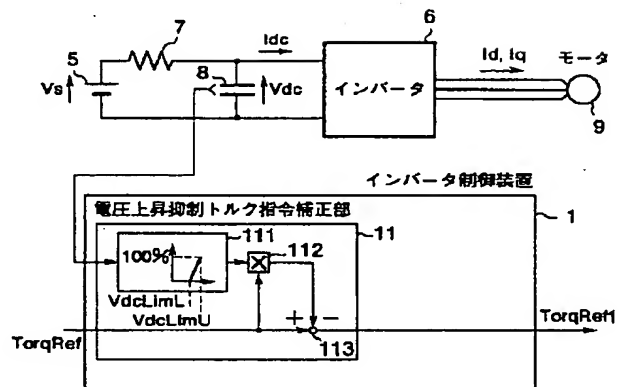 7
Idc
6
5
Vs
8
Vdc
インバータ
Id, Iq
モータ
9
インバータ制御装置
電圧上昇抑制トルク指令補正部
1
111
112
11
100%
VdcLimL
VdcLimU
TorqRef
+
−
113
TorqRef1